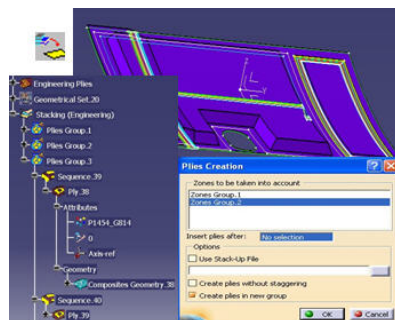 Engineering Plies
Geometrical Set.20
Stacking (Engineering)
Plies Group.1
Plies Group.2
Plies Group.3
Sequence.39
Ply.38
Attributes
P1454_G814
0
Axis-ref
Geometry
Composites Geometry.38
Sequence.40
Ply.39
Plies Creation
Zones to be taken into account
Zones Group.1
Zones Group.2
Insert plies after: No selection
Options
Use Stack-Up File
...
Create plies without staggering
Create plies in new group
OK Cancel